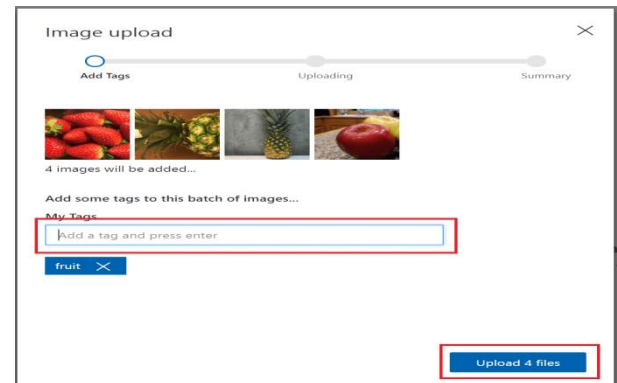 Image upload
Add Tags Uploading Summary
4 images will be added...
Add some tags to this batch of images...
My Tags
Add a tag and press enter
fruit
Upload 4 files